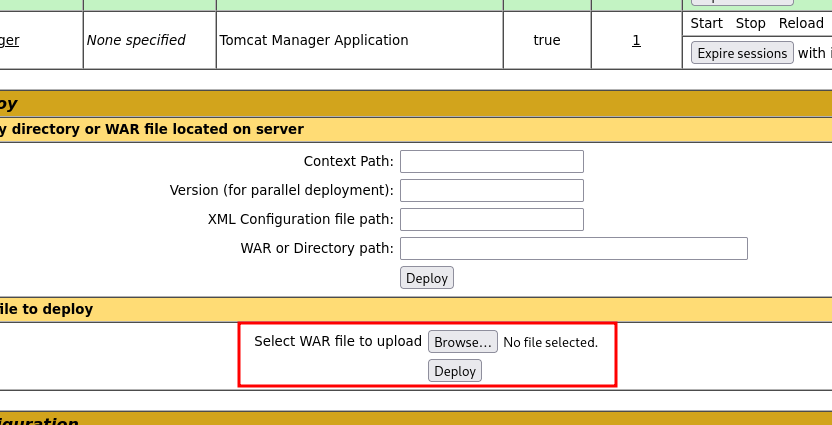 Start Stop Reload
ger None specified Tomcat Manager Application true 1
Expire sessions with i
oy
y directory or WAR file located on server
Context Path:
Version (for parallel deployment):
XML Configuration file path:
WAR or Directory path:
Deploy
file to deploy
Select WAR file to upload Browse... No file selected.
Deploy
iguration